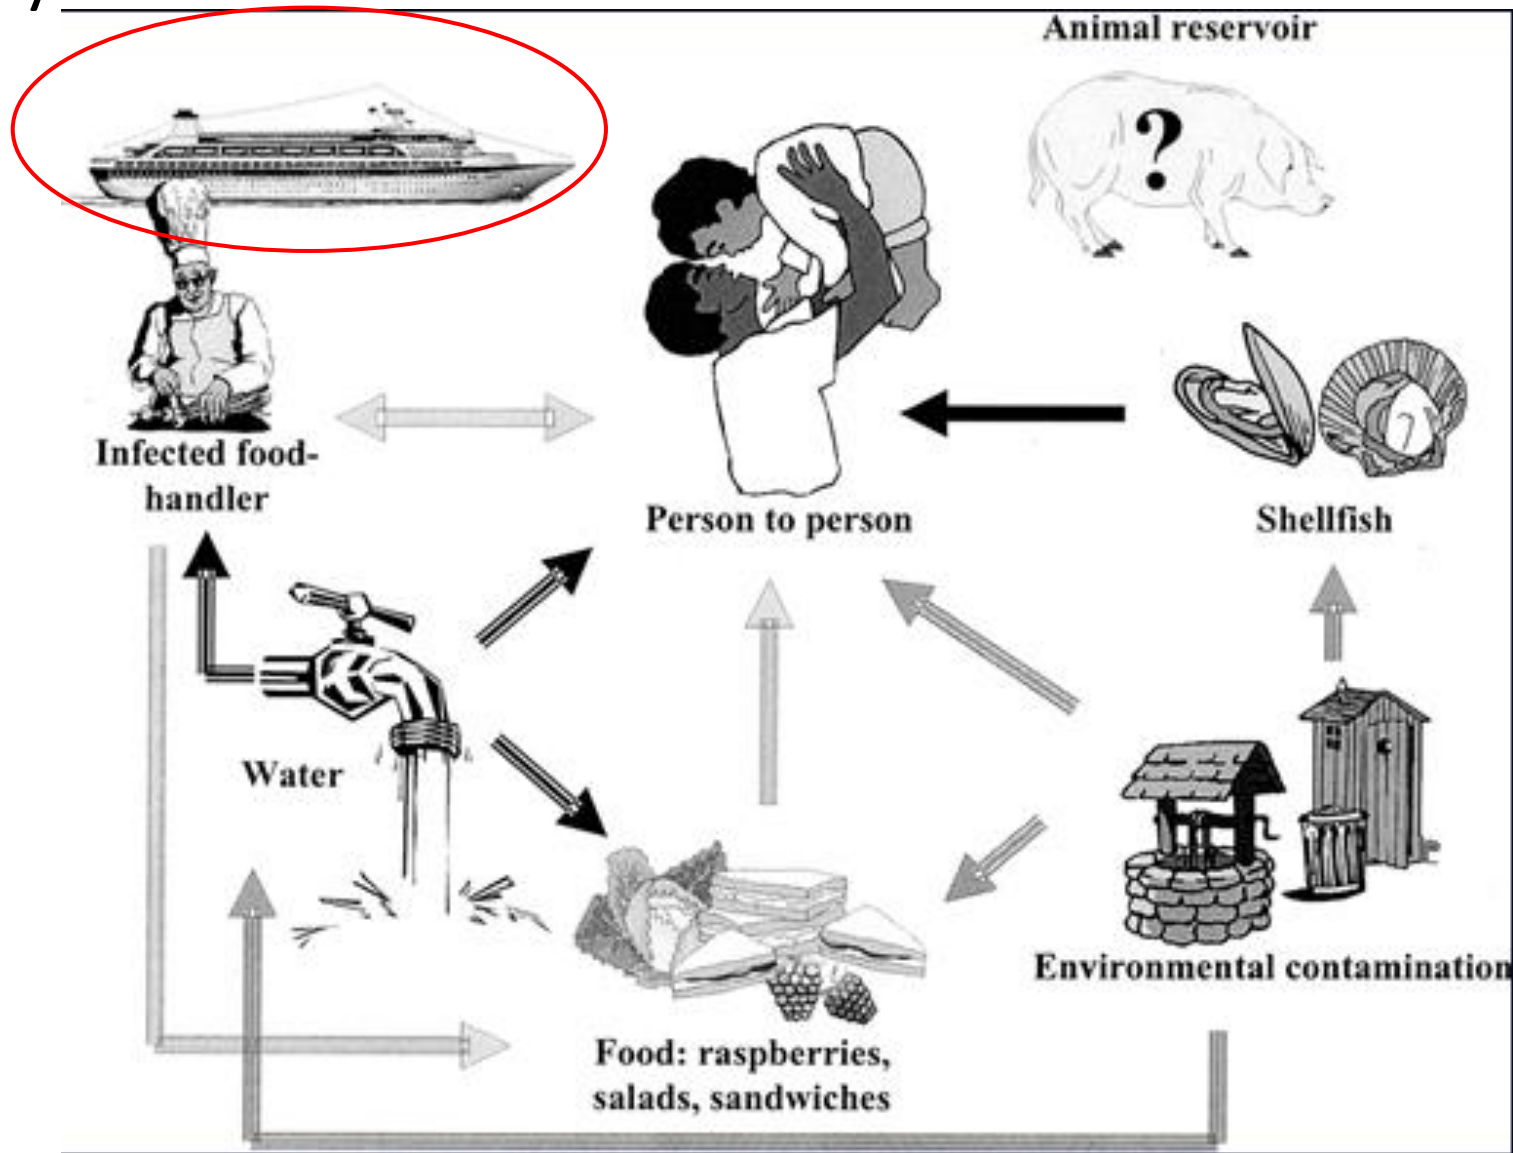 Animal reservoir
?
Infected food-
handler
Person to person
Shellfish
Water
Environmental contamination
Food: raspberries,
salads, sandwiches